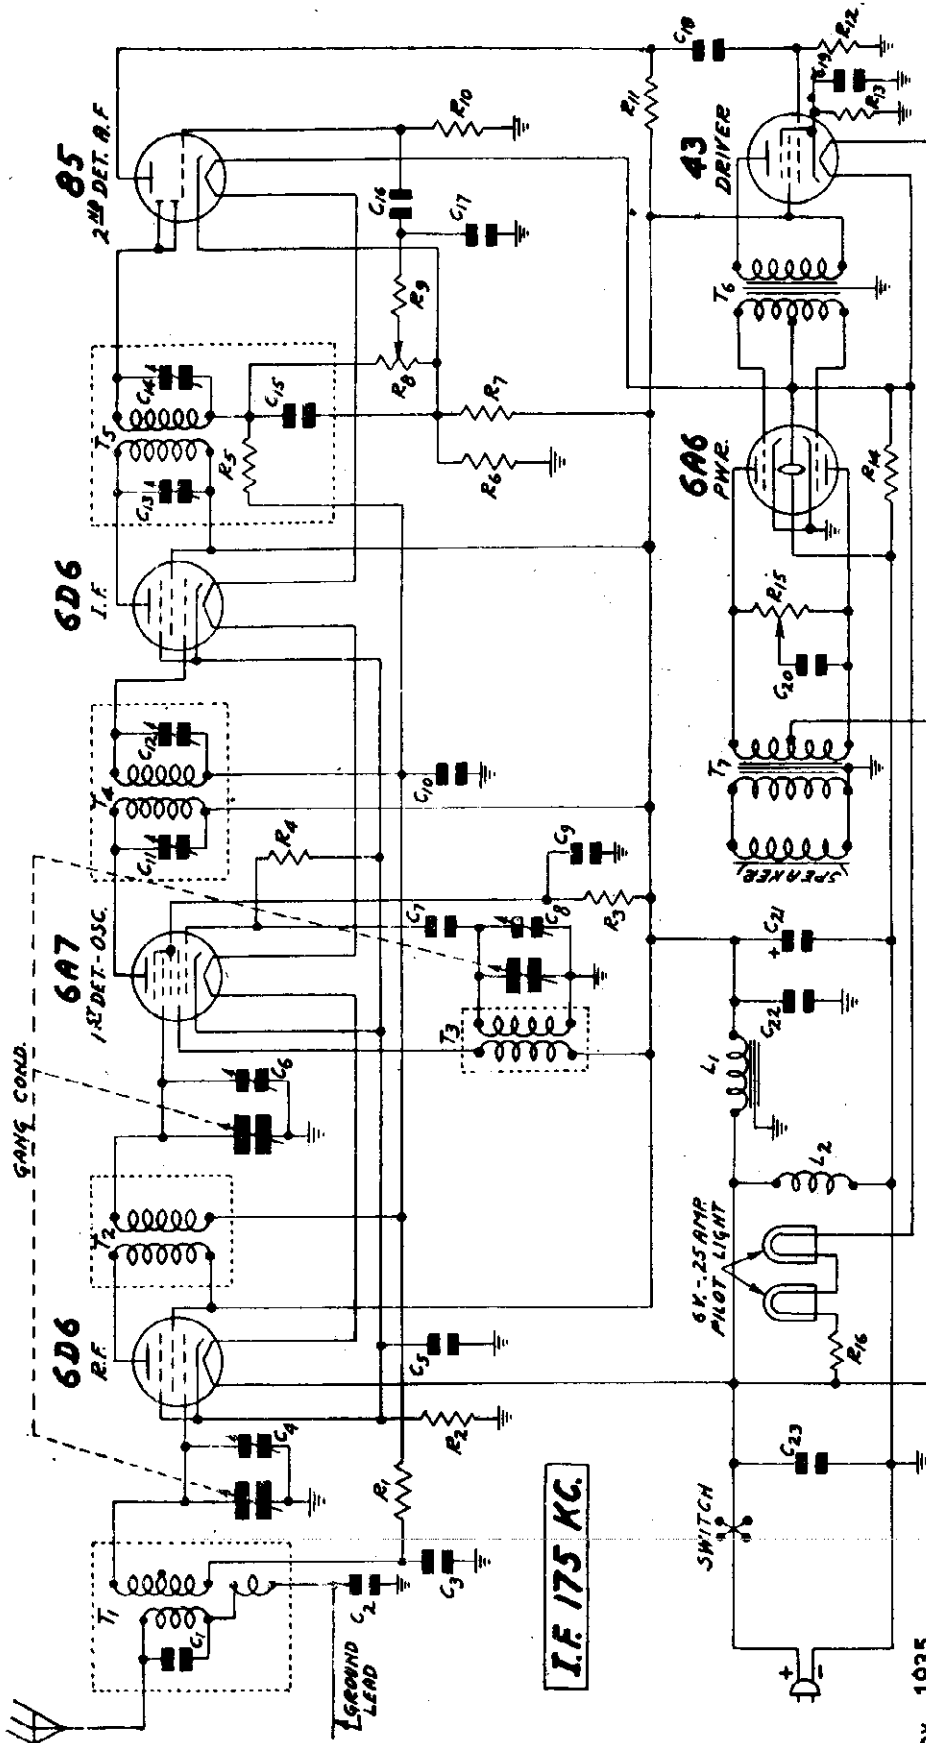 GANG COND.
6D6
R.F.
6A7
1ST DET.-OSC.
6D6
I.F.
85
2ND DET. A.F
T1
C1
GROUND
LEAD
C2
C3
R1
C4
R2
C5
T2
C6
T3
C7
C8
R4
C9
R3
T4
C11
C12
C10
T5
C13
C14
R5
C15
R8
R9
R6
R7
C16
C17
R10
R11
C18
R12
C19
R13
I.F. 175 KC.
43
DRIVER
T6
6A6
PWR.
R14
R15
C20
T7
SPEAKER
C21
+
C22
L1
L2
6V.-.25 AMP.
PILOT LIGHT
R16
C23
SWITCH
+
-
1935